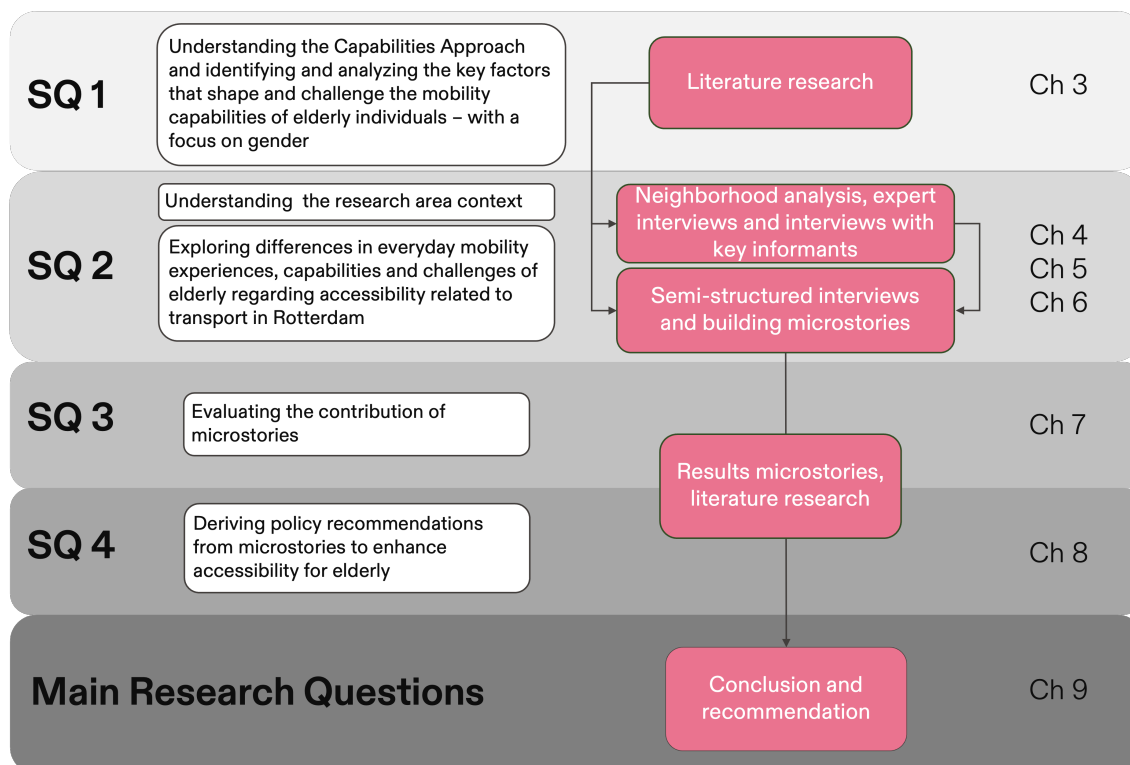 SQ 1
Understanding the Capabilities Approach
and identifying and analyzing the key factors
that shape and challenge the mobility
capabilities of elderly individuals – with a
focus on gender
Literature research
Ch 3
SQ 2
Understanding the research area context
Exploring differences in everyday mobility
experiences, capabilities and challenges of
elderly regarding accessibility related to
transport in Rotterdam
Neighborhood analysis, expert
interviews and interviews with
key informants
Semi-structured interviews
and building microstories
Ch 4
Ch 5
Ch 6
SQ 3
Evaluating the contribution of
microstories
Results microstories,
literature research
Ch 7
SQ 4
Deriving policy recommendations
from microstories to enhance
accessibility for elderly
Ch 8
Main Research Questions
Conclusion and
recommendation
Ch 9